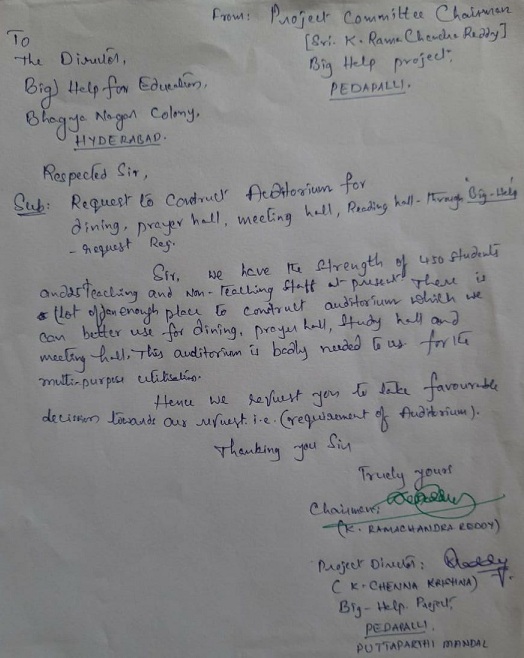 From: Project Committee Chairman
[Sri. K. Rama Chandra Reddy]
Big Help project,
PEDAPALLI.
To
The Director,
Big) Help for Education,
Bhagya Nagar Colony,
HYDERABAD.
Respected Sir,
Sub: Request to Construct Auditorium for
dining, prayer hall, meeting hall, Reading hall - through "Big-Help"
- request Reg.
Sir, we have the strength of 450 students
and 25 teaching and non-teaching staff at present. There is
a lot of open enough place to construct auditorium which we
can better use for dining, prayer hall, study hall and
meeting hall, This auditorium is badly needed to us for the
multi-purpose utilisation.
Hence we request you to take favourable
decision towards our request. i.e. (requirement of Auditorium).
Thanking you Sir
Truely yours
Chairman:
(K. RAMACHANDRA REDDY)
Project Director: Reddy
( K. CHENNA KRISHNA)
Big-Help Project,
PEDAPALLI.
PUTTAPARTHI MANDAL